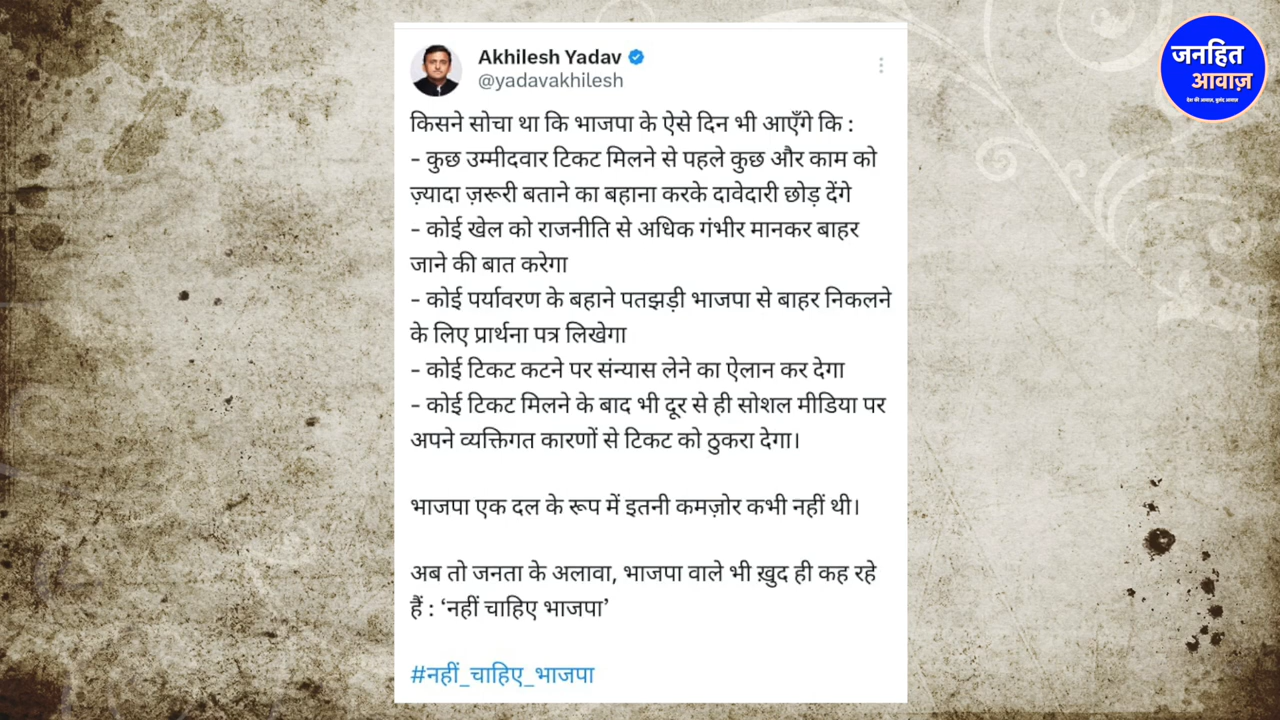 Akhilesh Yadav
@yadavakhilesh
किसने सोचा था कि भाजपा के ऐसे दिन भी आएँगे कि :
- कुछ उम्मीदवार टिकट मिलने से पहले कुछ और काम को
ज़्यादा ज़रूरी बताने का बहाना करके दावेदारी छोड़ देंगे
- कोई खेल को राजनीति से अधिक गंभीर मानकर बाहर
जाने की बात करेगा
- कोई पर्यावरण के बहाने पतझड़ी भाजपा से बाहर निकलने
के लिए प्रार्थना पत्र लिखेगा
- कोई टिकट कटने पर संन्यास लेने का ऐलान कर देगा
- कोई टिकट मिलने के बाद भी दूर से ही सोशल मीडिया पर
अपने व्यक्तिगत कारणों से टिकट को ठुकरा देगा।
भाजपा एक दल के रूप में इतनी कमज़ोर कभी नहीं थी।
अब तो जनता के अलावा, भाजपा वाले भी ख़ुद ही कह रहे
हैं : ‘नहीं चाहिए भाजपा’
#नहीं_चाहिए_भाजपा
जनहित
आवाज़
देश की आवाज़, बुलंद आवाज़